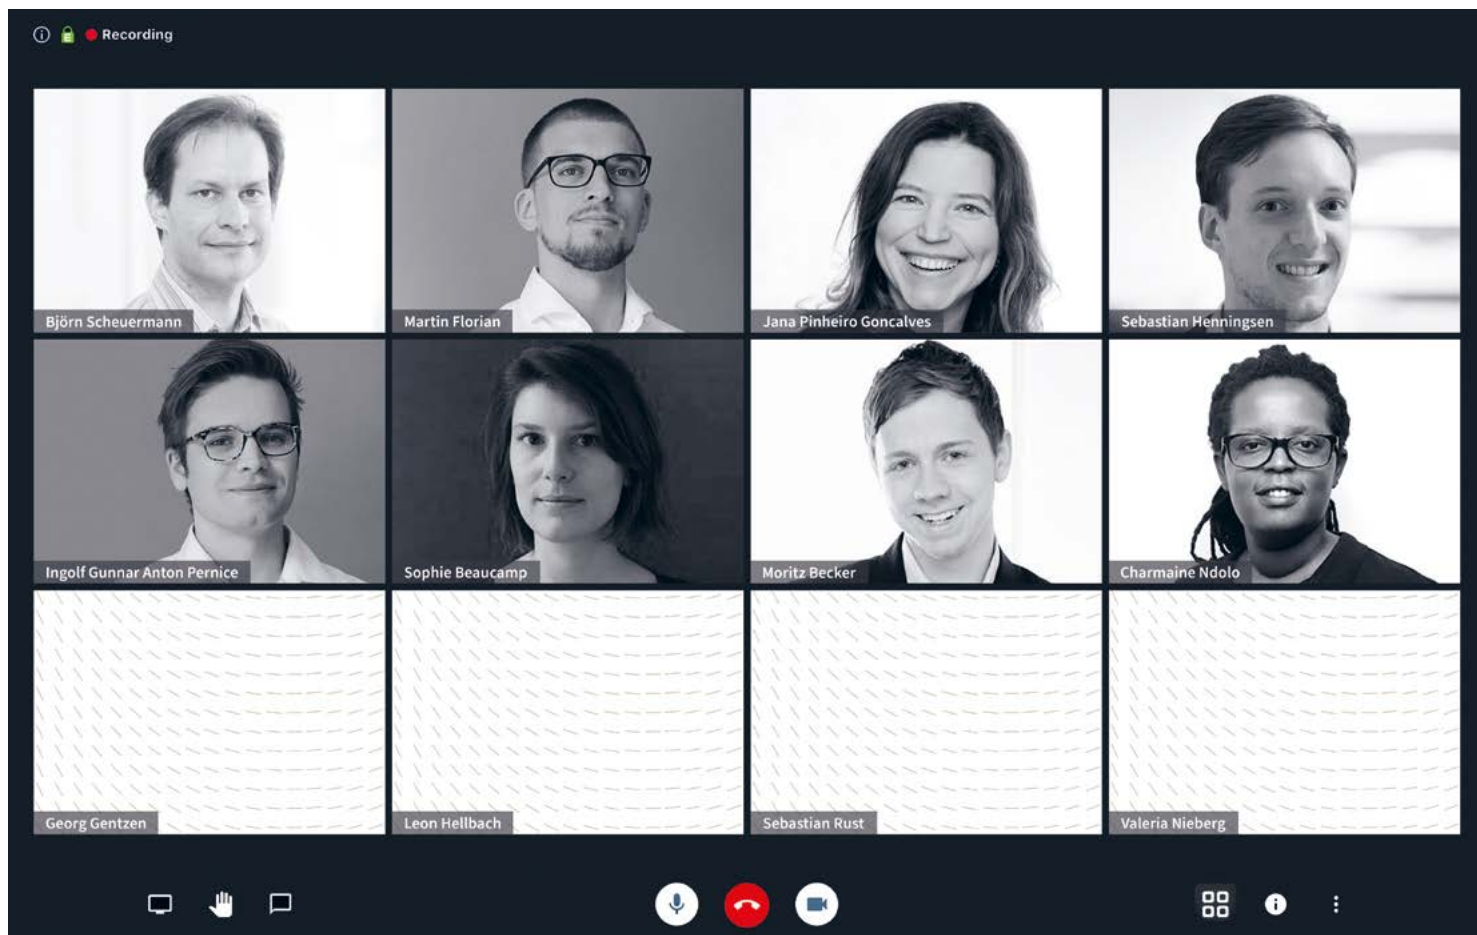 Recording
Björn Scheuermann
Martin Florian
Jana Pinheiro Goncalves
Sebastian Henningsen
Ingolf Gunnar Anton Pernice
Sophie Beaucamp
Moritz Becker
Charmaine Ndolo
Georg Gentzen
Leon Hellbach
Sebastian Rust
Valeria Nieberg